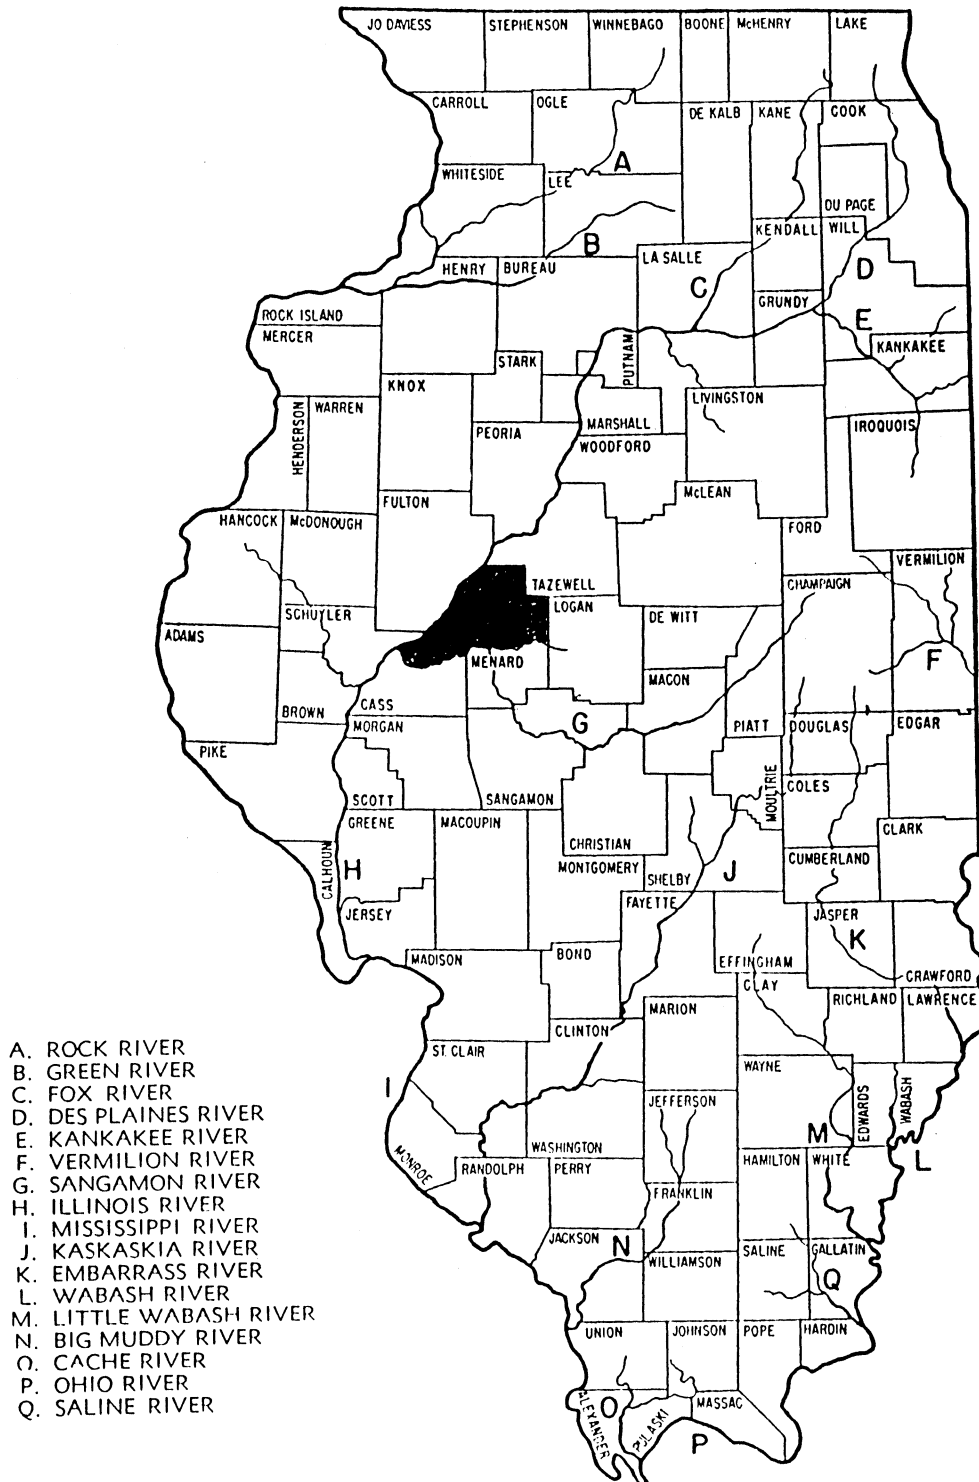 JO DAVIESS
STEPHENSON
WINNEBAGO
BOONE
McHENRY
LAKE
CARROLL
OGLE
DE KALB
KANE
COOK
A
WHITESIDE
LEE
DU PAGE
B
KENDALL
WILL
HENRY
BUREAU
LA SALLE
C
D
GRUNDY
ROCK ISLAND
E
MERCER
PUTNAM
KANKAKEE
STARK
KNOX
LIVINGSTON
HENDERSON
WARREN
PEORIA
MARSHALL
IROQUOIS
WOODFORD
McLEAN
FULTON
HANCOCK
McDONOUGH
FORD
VERMILION
TAZEWELL
CHAMPAIGN
LOGAN
SCHUYLER
DE WITT
ADAMS
MENARD
F
MACON
CASS
BROWN
G
MORGAN
PIATT
DOUGLAS
EDGAR
PIKE
MOULTRIE
COLES
SCOTT
SANGAMON
GREENE
MACOUPIN
CLARK
CHRISTIAN
CUMBERLAND
CALHOUN
H
MONTGOMERY
SHELBY
J
FAYETTE
JERSEY
JASPER
K
MADISON
BOND
EFFINGHAM
CRAWFORD
CLAY
RICHLAND
LAWRENCE
MARION
CLINTON
ST. CLAIR
WAYNE
I
EDWARDS
WABASH
JEFFERSON
M
WASHINGTON
L
MONROE
RANDOLPH
PERRY
HAMILTON
WHITE
FRANKLIN
JACKSON
N
SALINE
GALLATIN
WILLIAMSON
Q
UNION
JOHNSON
POPE
HARDIN
ALEXANDER
O
PULASKI
MASSAC
P
A. ROCK RIVER
B. GREEN RIVER
C. FOX RIVER
D. DES PLAINES RIVER
E. KANKAKEE RIVER
F. VERMILION RIVER
G. SANGAMON RIVER
H. ILLINOIS RIVER
I. MISSISSIPPI RIVER
J. KASKASKIA RIVER
K. EMBARRASS RIVER
L. WABASH RIVER
M. LITTLE WABASH RIVER
N. BIG MUDDY RIVER
O. CACHE RIVER
P. OHIO RIVER
Q. SALINE RIVER